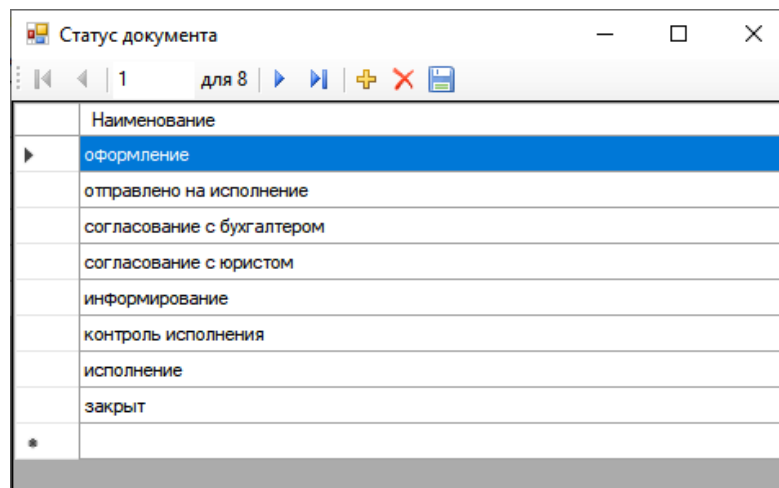 Статус документа
1 для 8
Наименование
оформление
отправлено на исполнение
согласование с бухгалтером
согласование с юристом
информирование
контроль исполнения
исполнение
закрыт